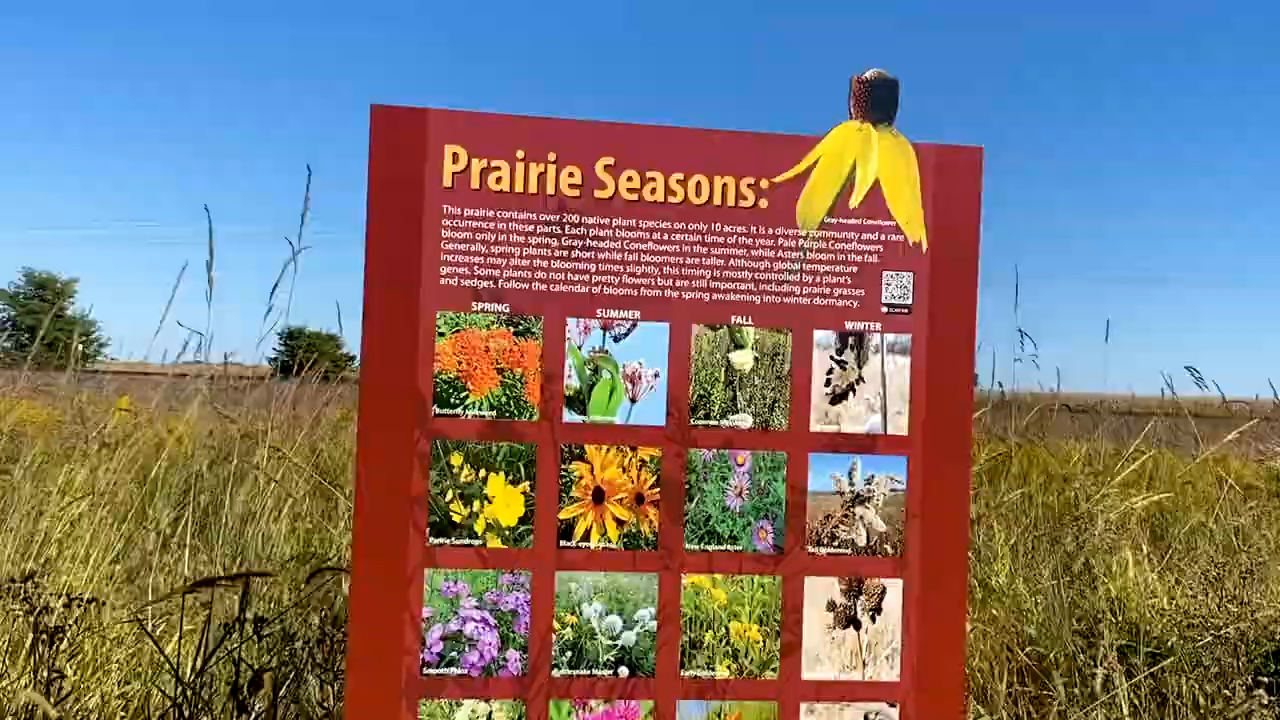 Prairie Seasons:
Gray-headed Coneflower
This prairie contains over 200 native plant species on only 10 acres. It is a diverse community and a rare
occurrence in these parts. Each plant blooms at a certain time of the year. Pale Purple Coneflowers
bloom only in the spring, Gray-headed Coneflowers in the summer, while Asters bloom in the fall.
Generally, spring plants are short while fall bloomers are taller. Although global temperature
increases may alter the blooming times slightly, this timing is mostly controlled by a plant's
genes. Some plants do not have pretty flowers but are still important, including prairie grasses
and sedges. Follow the calendar of blooms from the spring awakening into winter dormancy.
SPRING
SUMMER
FALL
WINTER
Butterfly Milkweed
Common
Prairie Sundrops
Black-eyed
New England Aster
Tall Goldenrod
Smooth Phlox
Rattlesnake Master
Early Goldenrod